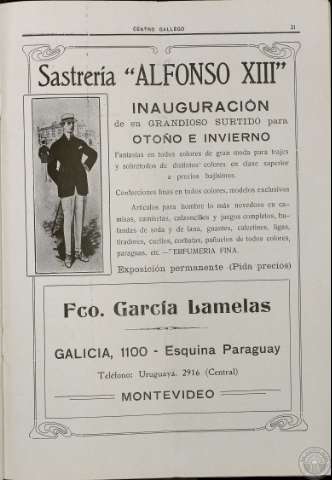 CENTRO GALLEGO 31
Sastrería "ALFONSO XIII"
INAUGURACIÓN
de su GRANDIOSO SURTIDO para
OTOÑO E INVIERNO
Fantasías en todos colores de gran moda para trajes
y sobretodos de distintos colores en clase superior
a precios bajísimos.
Confecciones finas en todos colores, modelos exclusivos
Artículos para hombre lo más novedoso en ca-
misas, camisetas, calzoncillos y juegos completos, bu-
fandas de seda y de lana, guantes, calcetines, ligas,
tiradores, cuellos, corbatas, pañuelos de todos colores,
paraguas, etc. — PERFUMERIA FINA.
Exposición permanente (Pida precios)
Fco. García Lamelas
GALICIA, 1100 - Esquina Paraguay
Teléfono: Uruguaya, 2916 (Central)
MONTEVIDEO